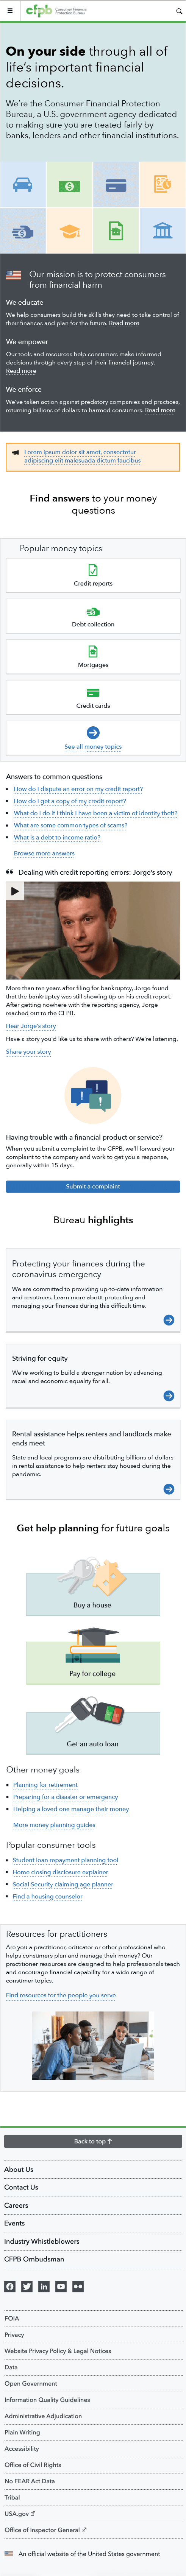 cfpb Consumer Financial
Protection Bureau
On your side through all of
life's important financial
decisions.
We're the Consumer Financial Protection
Bureau, a U.S. government agency dedicated
to making sure you are treated fairly by
banks, lenders and other financial institutions.
Our mission is to protect consumers
from financial harm
We educate
We help consumers build the skills they need to take control of
their finances and plan for the future. Read more
We empower
Our tools and resources help consumers make informed
decisions through every step of their financial journey.
Read more
We enforce
We've taken action against predatory companies and practices,
returning billions of dollars to harmed consumers. Read more
Lorem ipsum dolor sit amet, consectetur
adipiscing elit malesuada dictum faucibus
Find answers to your money
questions
Popular money topics
Credit reports
Debt collection
Mortgages
Credit cards
See all money topics
Answers to common questions
How do I dispute an error on my credit report?
How do I get a copy of my credit report?
What do I do if I think I have been a victim of identity theft?
What are some common types of scams?
What is a debt to income ratio?
Browse more answers
Dealing with credit reporting errors: Jorge's story
More than ten years after filing for bankruptcy, Jorge found
that the bankruptcy was still showing up on his credit report.
After getting nowhere with the reporting agency, Jorge
reached out to the CFPB.
Hear Jorge's story
Have a story you'd like us to share with others? We're listening.
Share your story
Having trouble with a financial product or service?
When you submit a complaint to the CFPB, we'll forward your
complaint to the company and work to get you a response,
generally within 15 days.
Submit a complaint
Bureau highlights
Protecting your finances during the
coronavirus emergency
We are committed to providing up-to-date information
and resources. Learn more about protecting and
managing your finances during this difficult time.
Striving for equity
We're working to build a stronger nation by advancing
racial and economic equality for all.
Rental assistance helps renters and landlords make
ends meet
State and local programs are distributing billions of dollars
in rental assistance to help renters stay housed during the
pandemic.
Get help planning for future goals
Buy a house
Pay for college
Get an auto loan
Other money goals
Planning for retirement
Preparing for a disaster or emergency
Helping a loved one manage their money
More money planning guides
Popular consumer tools
Student loan repayment planning tool
Home closing disclosure explainer
Social Security claiming age planner
Find a housing counselor
Resources for practitioners
Are you a practitioner, educator or other professional who
helps consumers plan and manage their money? Our
practitioner resources are designed to help professionals teach
and encourage financial capability for a wide range of
consumer topics.
Find resources for the people you serve
Back to top
About Us
Contact Us
Careers
Events
Industry Whistleblowers
CFPB Ombudsman
FOIA
Privacy
Website Privacy Policy & Legal Notices
Data
Open Government
Information Quality Guidelines
Administrative Adjudication
Plain Writing
Accessibility
Office of Civil Rights
No FEAR Act Data
Tribal
USA.gov
Office of Inspector General
An official website of the United States government